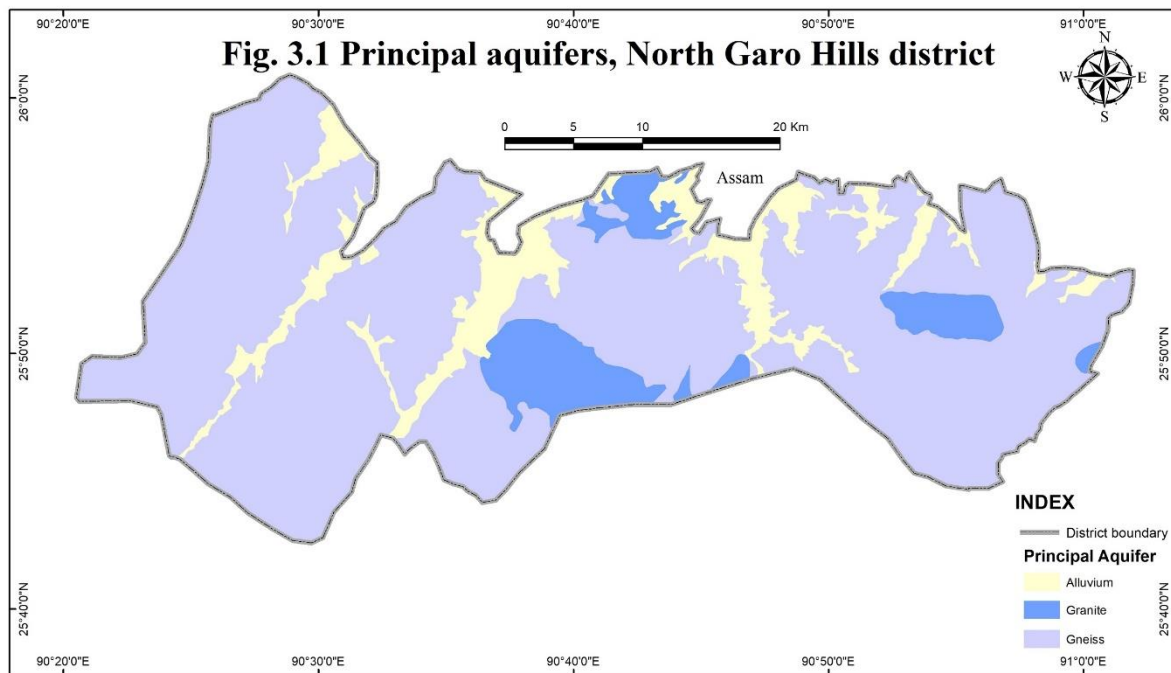 90°20'0"E 90°30'0"E 90°40'0"E 90°50'0"E 91°0'0"E
Fig. 3.1 Principal aquifers, North Garo Hills district
N
W E
S
26°0'0"N 26°0'0"N
0 5 10 20 Km
Assam
25°50'0"N 25°50'0"N
INDEX
District boundary
Principal Aquifer
Alluvium
Granite
Gneiss
25°40'0"N 25°40'0"N
90°20'0"E 90°30'0"E 90°40'0"E 90°50'0"E 91°0'0"E